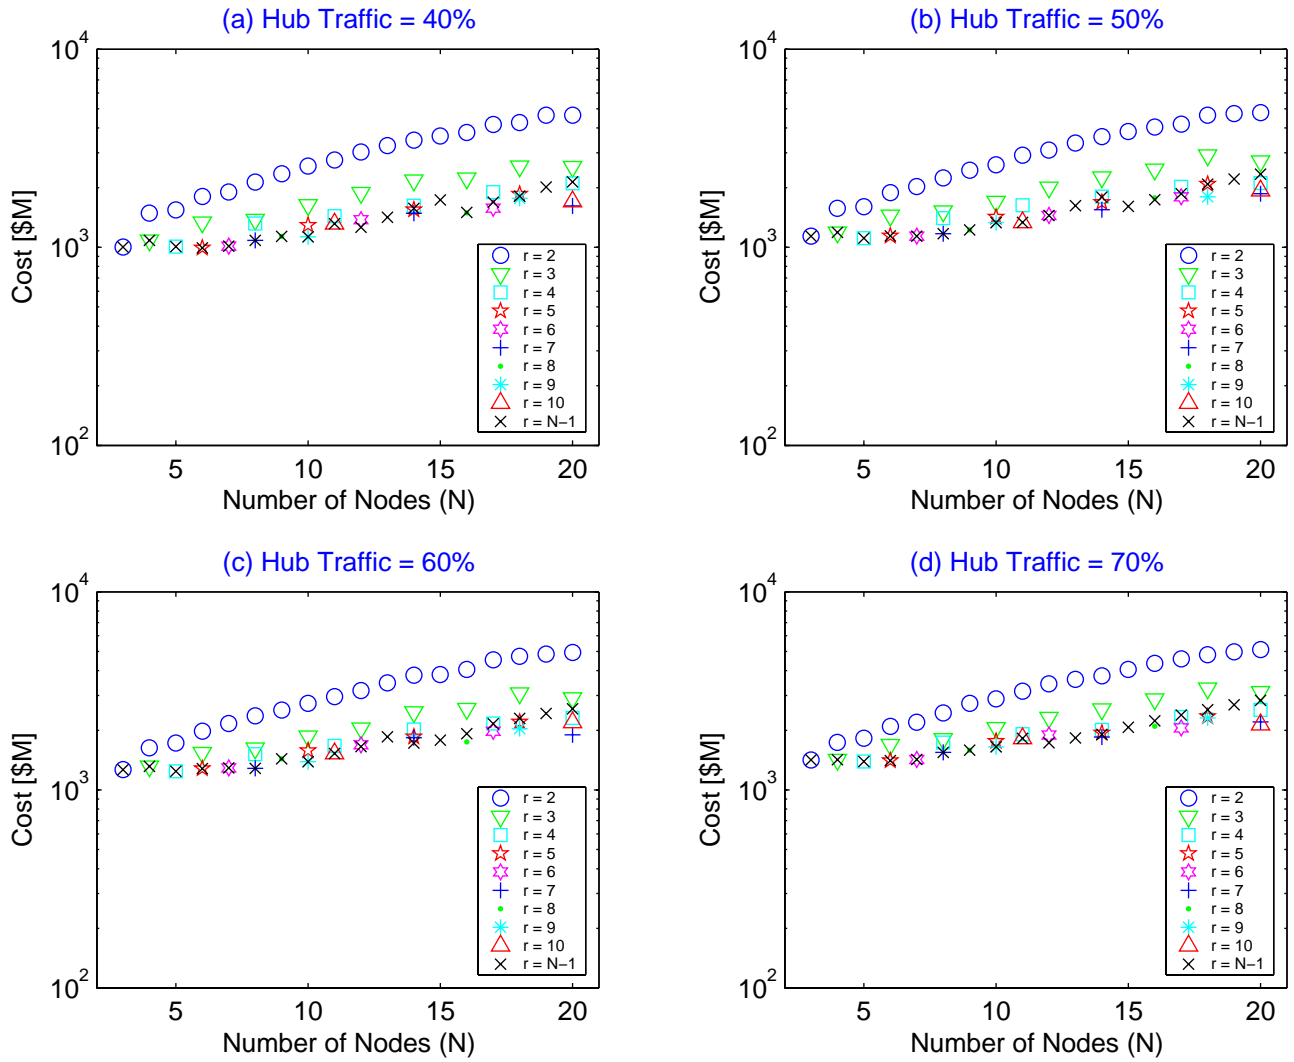 (a) Hub Traffic = 40%
10^4
10^3
10^2
Cost [$M]
5 10 15 20
Number of Nodes (N)
r = 2
r = 3
r = 4
r = 5
r = 6
r = 7
r = 8
r = 9
r = 10
r = N−1
(b) Hub Traffic = 50%
10^4
10^3
10^2
Cost [$M]
5 10 15 20
Number of Nodes (N)
r = 2
r = 3
r = 4
r = 5
r = 6
r = 7
r = 8
r = 9
r = 10
r = N−1
(c) Hub Traffic = 60%
10^4
10^3
10^2
Cost [$M]
5 10 15 20
Number of Nodes (N)
r = 2
r = 3
r = 4
r = 5
r = 6
r = 7
r = 8
r = 9
r = 10
r = N−1
(d) Hub Traffic = 70%
10^4
10^3
10^2
Cost [$M]
5 10 15 20
Number of Nodes (N)
r = 2
r = 3
r = 4
r = 5
r = 6
r = 7
r = 8
r = 9
r = 10
r = N−1